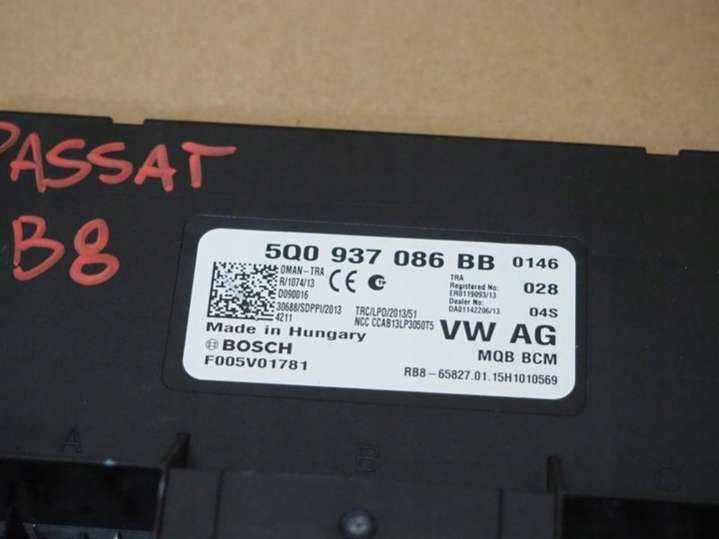 PASSAT
B8
5Q0 937 086 BB 0146
OMAN-TRA
R/1074/13
D090016
30688/SDPPI/2013
4211
CE
TRC/LPD/2013/51
NCC CCAB13LP3050T5
TRA
Registered No:
ER0119093/13
Dealer No:
DA01142206/13
028
04S
Made in Hungary
VW AG
BOSCH
MQB BCM
F005V01781
RB8-65827.01.15H1010569
A
B
C